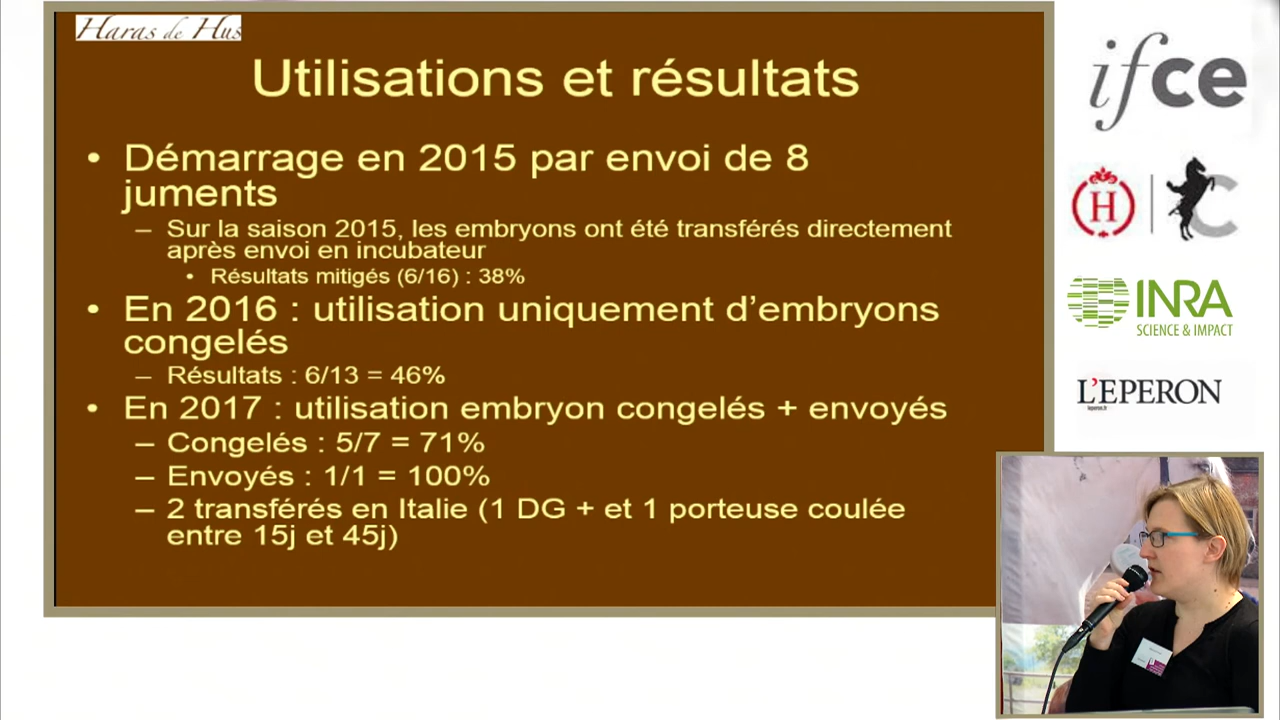 Haras de Hus
Utilisations et résultats
• Démarrage en 2015 par envoi de 8
juments
– Sur la saison 2015, les embryons ont été transférés directement
après envoi en incubateur
• Résultats mitigés (6/16) : 38%
• En 2016 : utilisation uniquement d’embryons
congelés
– Résultats : 6/13 = 46%
• En 2017 : utilisation embryon congelés + envoyés
– Congelés : 5/7 = 71%
– Envoyés : 1/1 = 100%
– 2 transférés en Italie (1 DG + et 1 porteuse coulée
entre 15j et 45j)
ifce
H C
INRA
SCIENCE & IMPACT
L'EPERON
leperon.fr